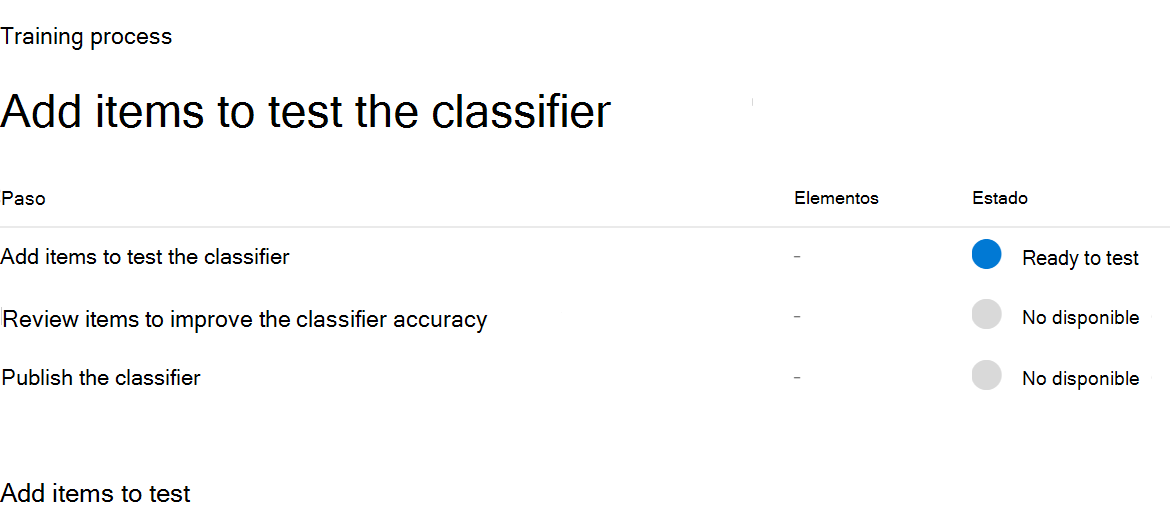 Training process
Add items to test the classifier
Paso Elementos Estado
Add items to test the classifier - Ready to test
Review items to improve the classifier accuracy - No disponible
Publish the classifier - No disponible
Add items to test